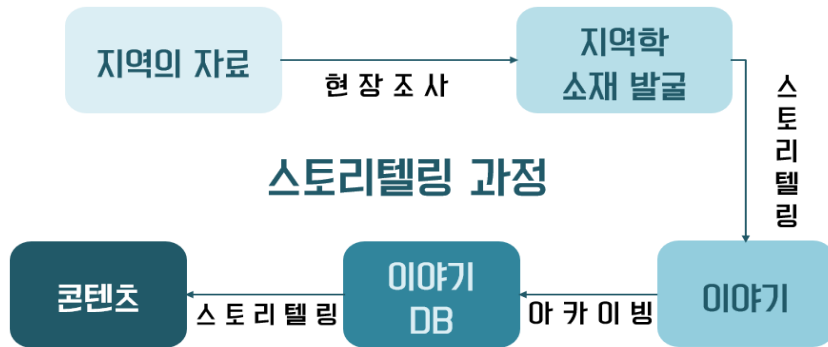 지역의 자료
현장조사
지역학
소재 발굴
스토리텔링
스토리텔링 과정
이야기
아카이빙
이야기
DB
스토리텔링
콘텐츠